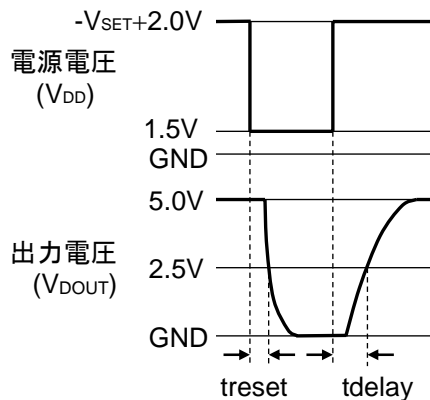 -VSET+2.0V
電源電圧
(VDD)
1.5V
GND
5.0V
出力電圧
(VDOUT)
2.5V
GND
treset
tdelay